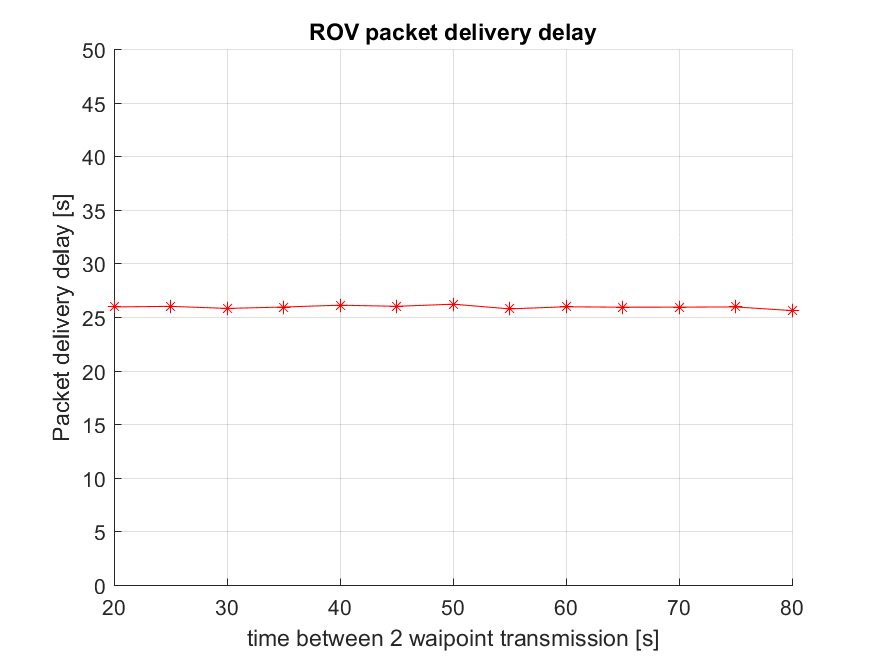 ROV packet delivery delay
50
45
40
35
30
25
20
15
10
5
0
Packet delivery delay [s]
20 30 40 50 60 70 80
time between 2 waipoint transmission [s]